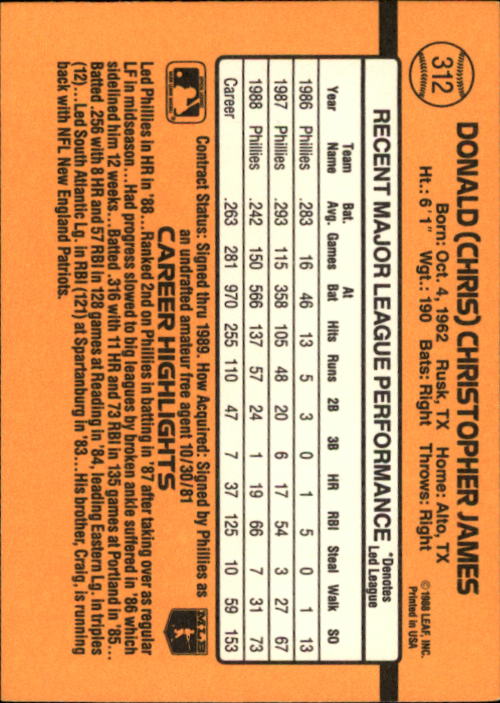 312
DONALD (CHRIS) CHRISTOPHER JAMES
Born: Oct. 4, 1962 Rusk, TX Home: Alto, TX
Ht.: 6'1" Wgt.: 190 Bats: Right Throws: Right
©1988 LEAF, INC.
Printed in USA
RECENT MAJOR LEAGUE PERFORMANCE
*Denotes
Led League
Year Team Name Bat. Avg. Games At Bat Hits Runs 2B 3B HR RBI Steal Walk SO
1986 Phillies .283 16 46 13 5 3 0 1 5 0 1 13
1987 Phillies .293 115 358 105 48 20 6 17 54 3 27 67
1988 Phillies .242 150 566 137 57 24 1 19 66 7 31 73
Career .263 281 970 255 110 47 7 37 125 10 59 153
Contract Status: Signed thru 1989. How Acquired: Signed by Phillies as
an undrafted amateur free agent 10/30/81
CAREER HIGHLIGHTS
MLB
Led Phillies in HR in '88...Ranked 2nd on Phillies in batting in '87 after taking over as regular
LF in midseason...Had progress slowed to big leagues by broken ankle suffered in '86 which
sidelined him 12 weeks...Batted .316 with 11 HR and 73 RBI in 135 games at Portland in '85...
Batted .256 with 8 HR and 57 RBI in 128 games at Reading in '84, leading Eastern Lg. in triples
(12)...Led South Atlantic Lg. in RBI (121) at Spartanburg in '83...His brother, Craig, is running
back with NFL New England Patriots.